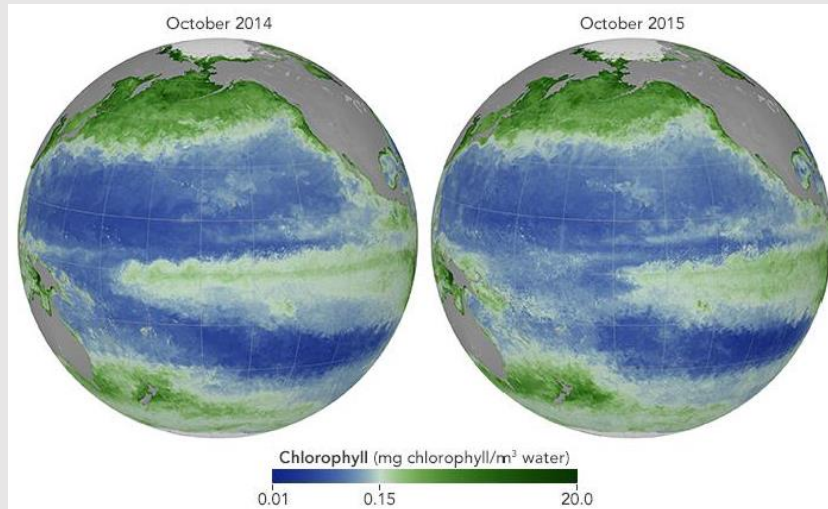 October 2014
October 2015
Chlorophyll (mg chlorophyll/m³ water)
0.01
0.15
20.0